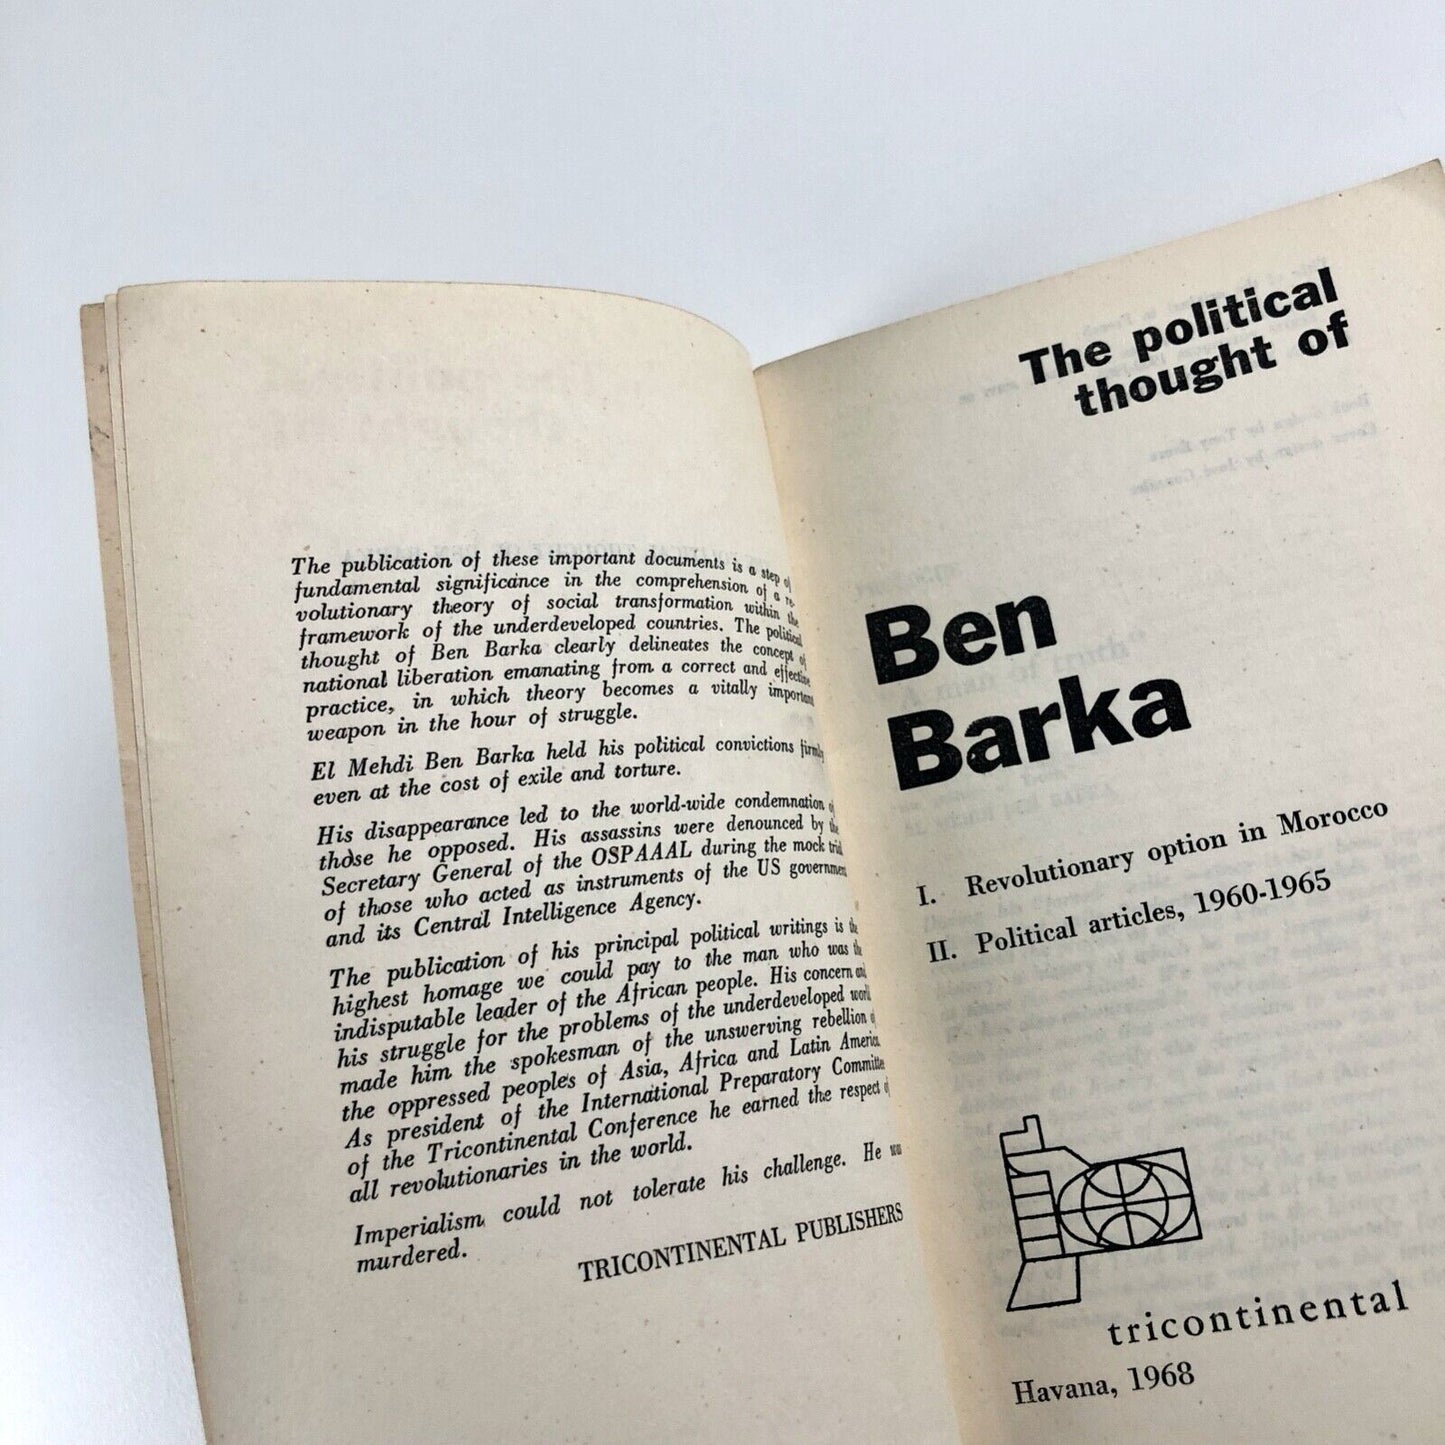 The publication of these important documents is a step of
fundamental significance in the comprehension of a re-
volutionary theory of social transformation within the
framework of the underdeveloped countries. The political
thought of Ben Barka clearly delineates the concept of
national liberation emanating from a correct and effective
practice, in which theory becomes a vitally important
weapon in the hour of struggle.
El Mehdi Ben Barka held his political convictions firmly
even at the cost of exile and torture.
His disappearance led to the world-wide condemnation of
those he opposed. His assassins were denounced by the
Secretary General of the OSPAAAL during the mock trial
of those who acted as instruments of the US government
and its Central Intelligence Agency.
The publication of his principal political writings is the
highest homage we could pay to the man who was the
indisputable leader of the African people. His concern and
his struggle for the problems of the underdeveloped world
made him the spokesman of the unswerving rebellion of
the oppressed peoples of Asia, Africa and Latin America.
As president of the International Preparatory Committee
of the Tricontinental Conference he earned the respect of
all revolutionaries in the world.
Imperialism could not tolerate his challenge. He was
murdered.
TRICONTINENTAL PUBLISHERS
The political
thought of
Ben
Barka
I. Revolutionary option in Morocco
II. Political articles, 1960-1965
tricontinental
Havana, 1968